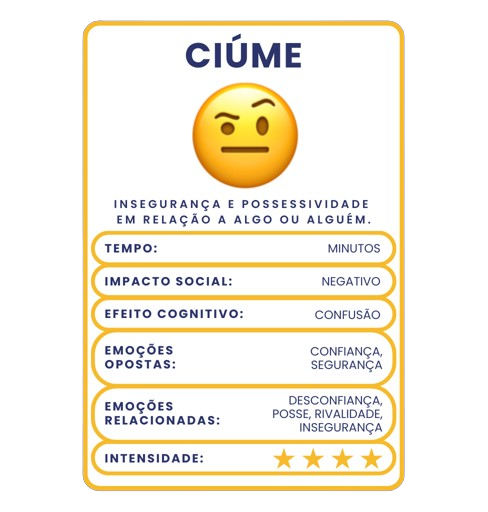 CIÚME
INSEGURANÇA E POSSESSIVIDADE
EM RELAÇÃO A ALGO OU ALGUÉM.
TEMPO: MINUTOS
IMPACTO SOCIAL: NEGATIVO
EFEITO COGNITIVO: CONFUSÃO
EMOÇÕES
OPOSTAS:
CONFIANÇA,
SEGURANÇA
EMOÇÕES
RELACIONADAS:
DESCONFIANÇA,
POSSE, RIVALIDADE,
INSEGURANÇA
INTENSIDADE: